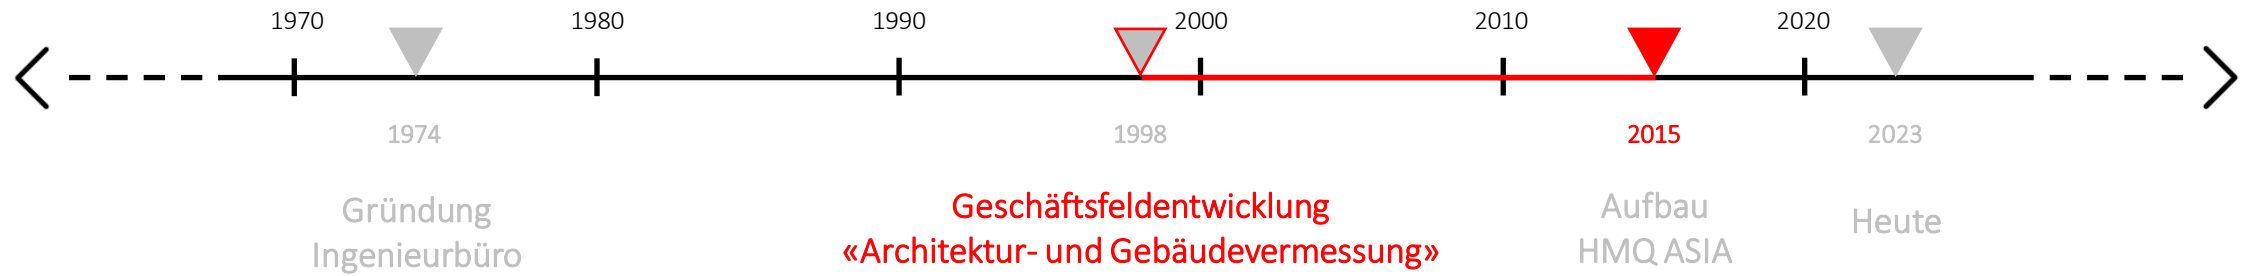 1970 1980 1990 2000 2010 2020
1974 1998 2015 2023
Gründung
Ingenieurbüro
Geschäftsfeldentwicklung
«Architektur- und Gebäudevermessung»
Aufbau
HMQ ASIA
Heute